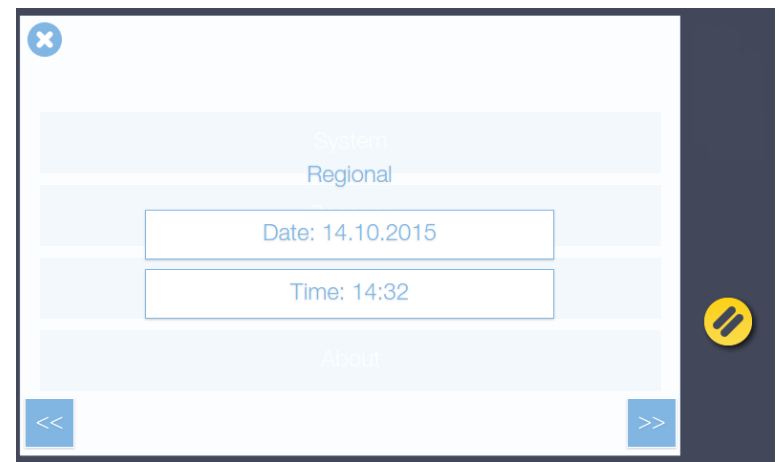 System
Regional
Date: 14.10.2015
Time: 14:32
About
<< >>